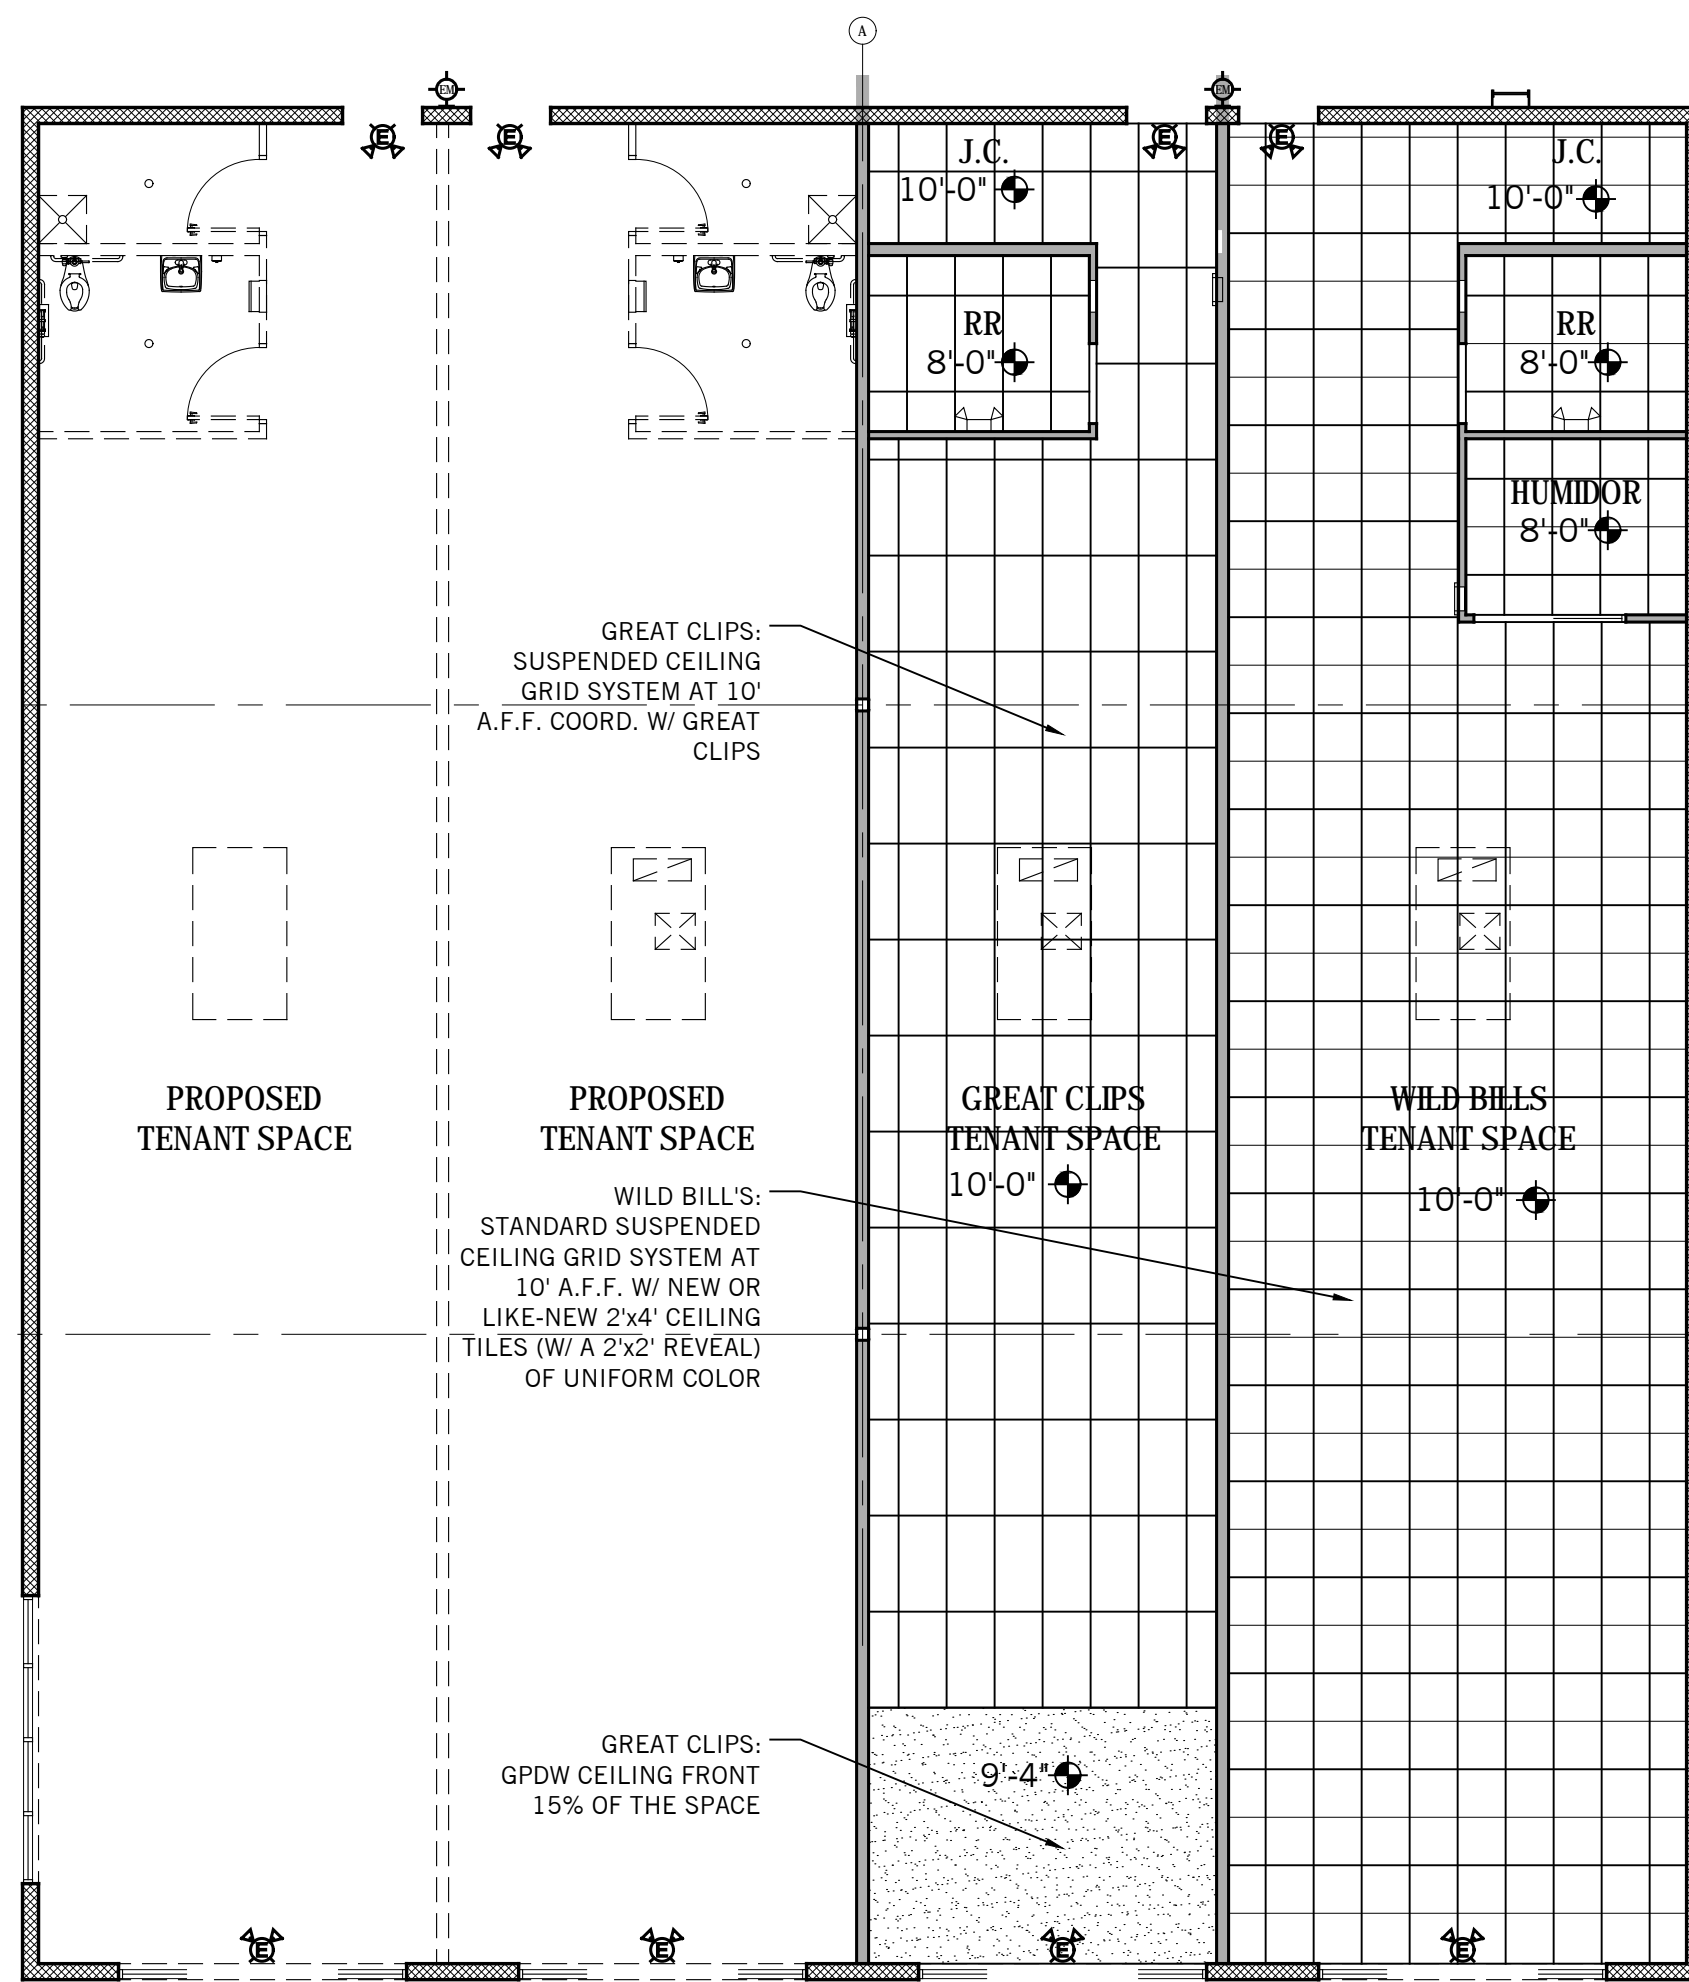 A
EM
EM
E
E
E
E
J.C.
10'-0"
J.C.
10'-0"
RR
8'-0"
RR
8'-0"
HUMIDOR
8'-0"
GREAT CLIPS:
SUSPENDED CEILING
GRID SYSTEM AT 10'
A.F.F. COORD. W/ GREAT
CLIPS
PROPOSED
TENANT SPACE
PROPOSED
TENANT SPACE
GREAT CLIPS
TENANT SPACE
10'-0"
WILD BILLS
TENANT SPACE
10'-0"
WILD BILL'S:
STANDARD SUSPENDED
CEILING GRID SYSTEM AT
10' A.F.F. W/ NEW OR
LIKE-NEW 2'x4' CEILING
TILES (W/ A 2'x2' REVEAL)
OF UNIFORM COLOR
GREAT CLIPS:
GPDW CEILING FRONT
15% OF THE SPACE
9'-4"
E
E
E
E